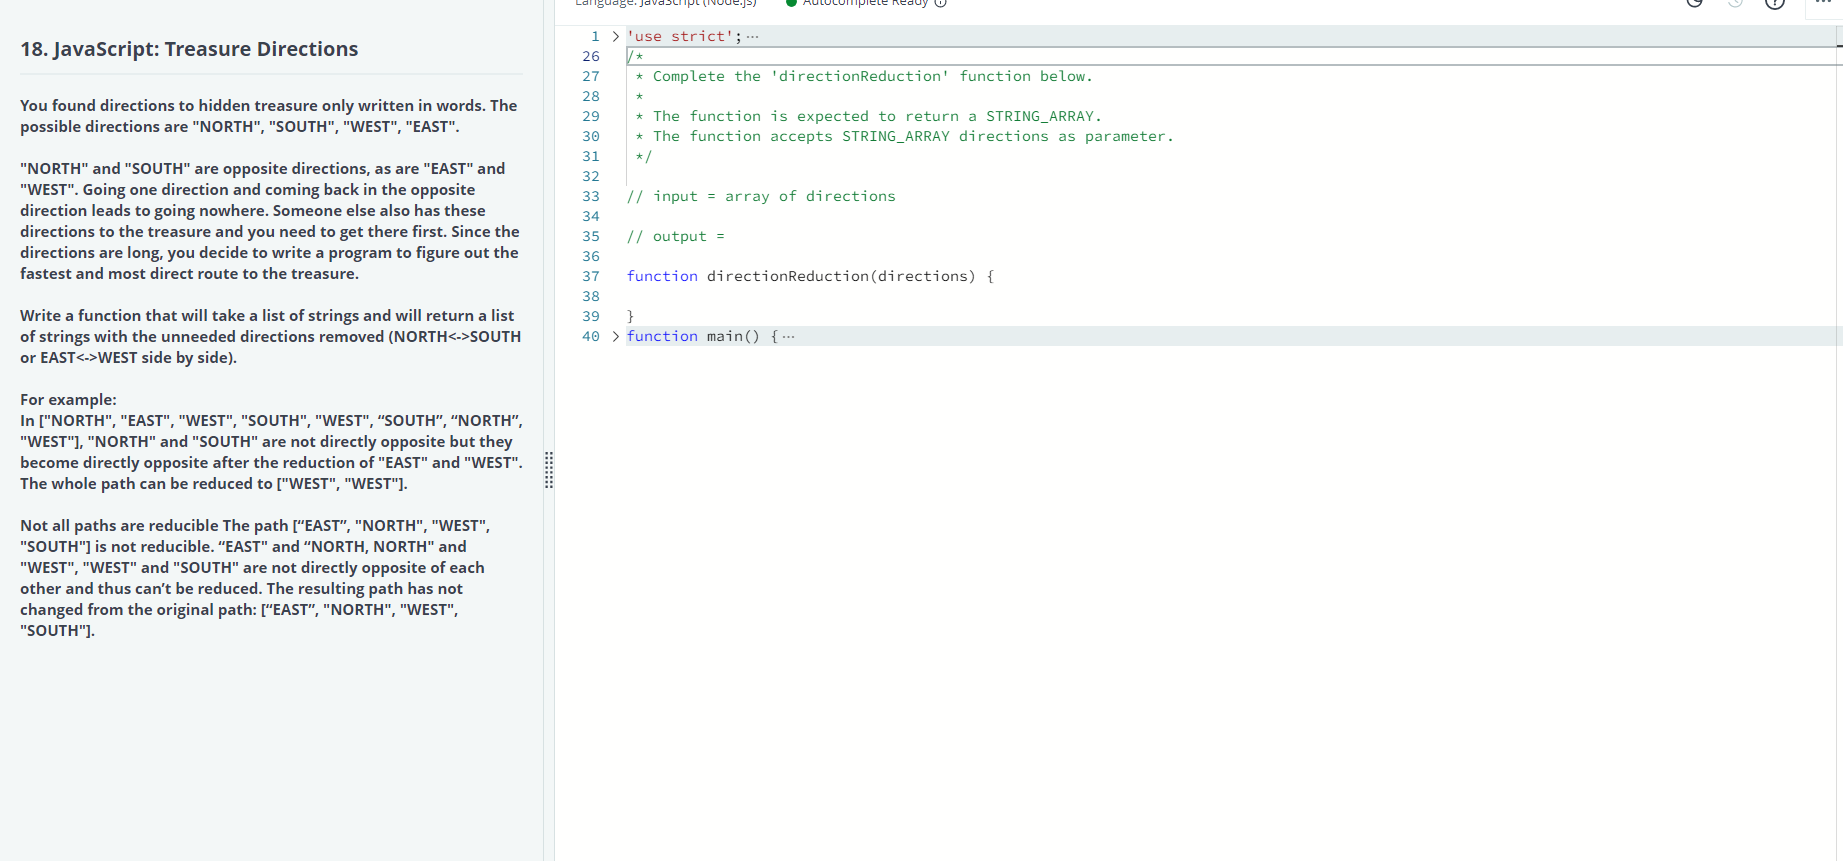 Language: JavaScript (Node.js) Autocomplete Ready
18. JavaScript: Treasure Directions
You found directions to hidden treasure only written in words. The
possible directions are "NORTH", "SOUTH", "WEST", "EAST".
"NORTH" and "SOUTH" are opposite directions, as are "EAST" and
"WEST". Going one direction and coming back in the opposite
direction leads to going nowhere. Someone else also has these
directions to the treasure and you need to get there first. Since the
directions are long, you decide to write a program to figure out the
fastest and most direct route to the treasure.
Write a function that will take a list of strings and will return a list
of strings with the unneeded directions removed (NORTH<->SOUTH
or EAST<->WEST side by side).
For example:
In ["NORTH", "EAST", "WEST", "SOUTH", "WEST", “SOUTH”, “NORTH”,
"WEST"], "NORTH" and "SOUTH" are not directly opposite but they
become directly opposite after the reduction of "EAST" and "WEST".
The whole path can be reduced to ["WEST", "WEST"].
Not all paths are reducible The path [“EAST”, "NORTH", "WEST",
"SOUTH"] is not reducible. “EAST" and “NORTH, NORTH" and
"WEST", "WEST" and "SOUTH" are not directly opposite of each
other and thus can’t be reduced. The resulting path has not
changed from the original path: [“EAST”, "NORTH", "WEST",
"SOUTH"].
1 > 'use strict'; ···
26 /*
27 * Complete the 'directionReduction' function below.
28 *
29 * The function is expected to return a STRING_ARRAY.
30 * The function accepts STRING_ARRAY directions as parameter.
31 */
32
33 // input = array of directions
34
35 // output =
36
37 function directionReduction(directions) {
38
39 }
40 > function main() { ···